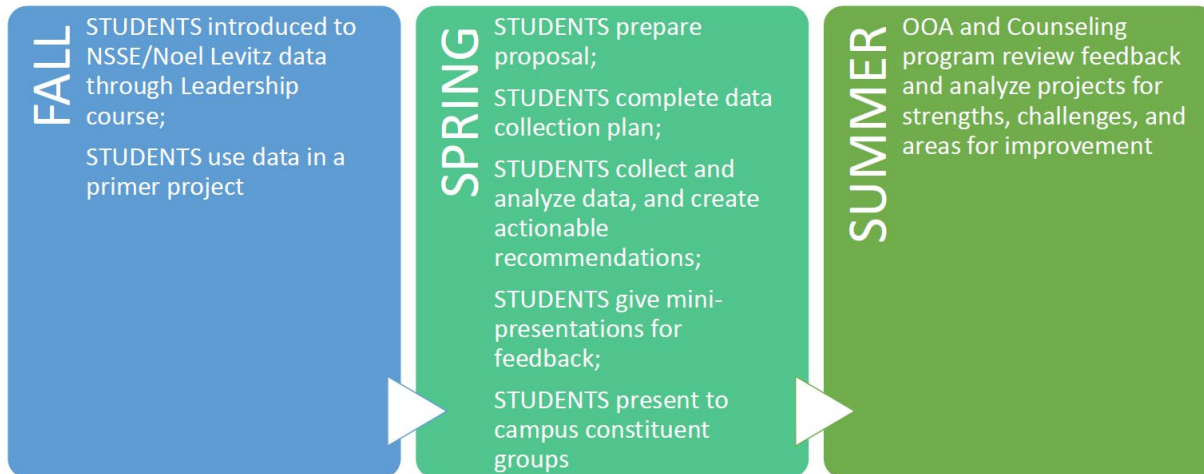 FALL
STUDENTS introduced to
NSSE/Noel Levitz data
through Leadership
course;
STUDENTS use data in a
primer project
SPRING
STUDENTS prepare
proposal;
STUDENTS complete data
collection plan;
STUDENTS collect and
analyze data, and create
actionable
recommendations;
STUDENTS give mini-
presentations for
feedback;
STUDENTS present to
campus constituent
groups
SUMMER
OOA and Counseling
program review feedback
and analyze projects for
strengths, challenges, and
areas for improvement